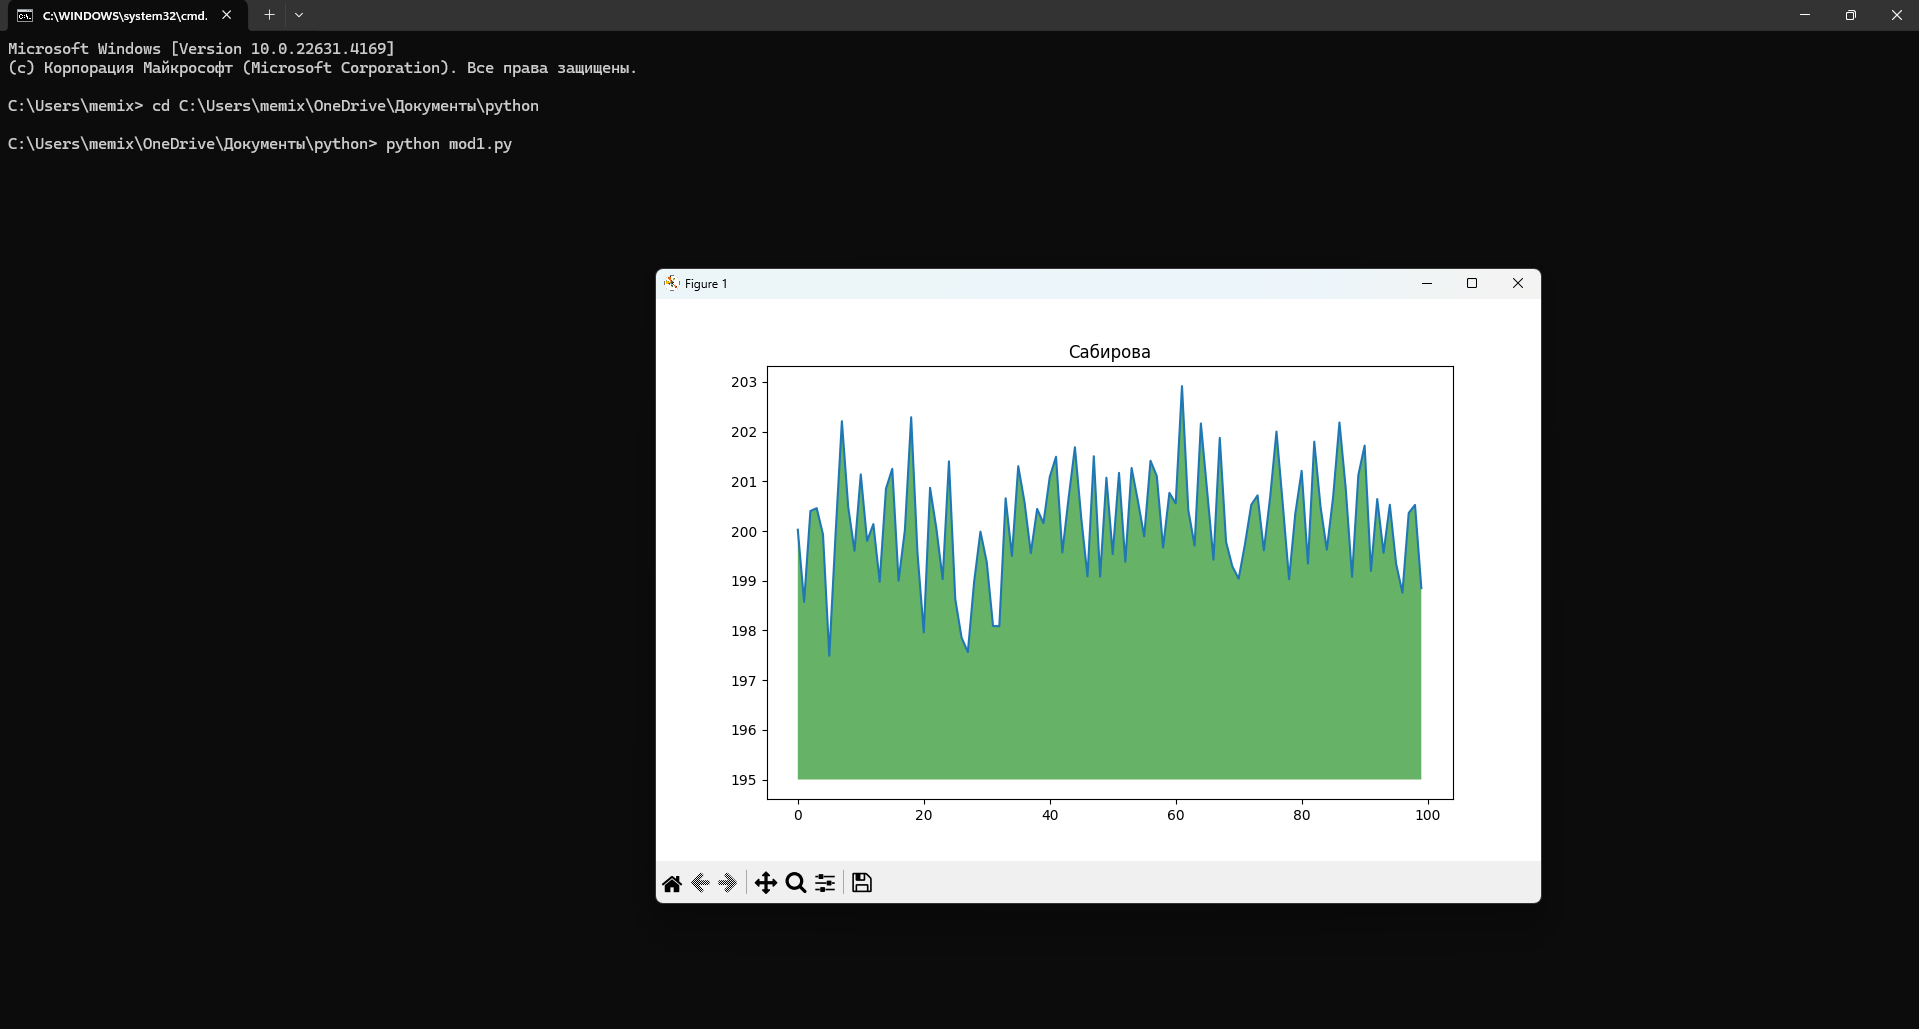 C:\WINDOWS\system32\cmd.
Microsoft Windows [Version 10.0.22631.4169]
(c) Корпорация Майкрософт (Microsoft Corporation). Все права защищены.
C:\Users\memix> cd C:\Users\memix\OneDrive\Документы\python
C:\Users\memix\OneDrive\Документы\python> python mod1.py
Figure 1
Сабирова
203
202
201
200
199
198
197
196
195
0 20 40 60 80 100